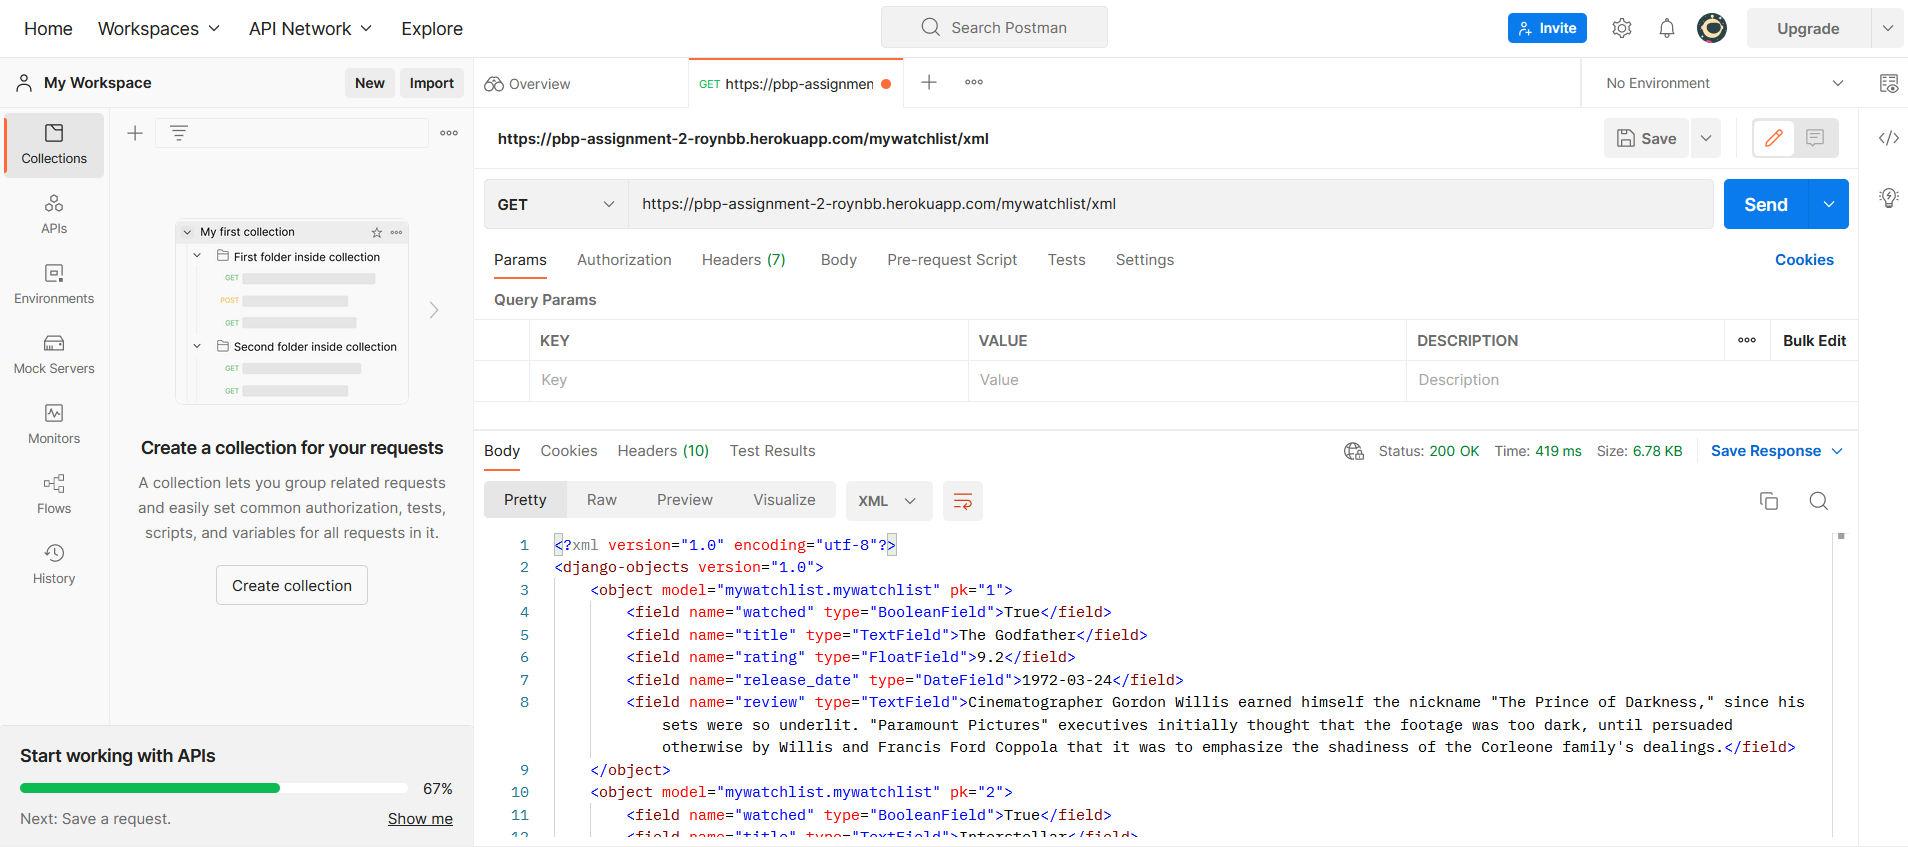 Home Workspaces API Network Explore Search Postman Invite Upgrade
My Workspace New Import
Overview GET https://pbp-assignmen No Environment
Collections
APIs
Environments
Mock Servers
Monitors
Flows
History
My first collection
First folder inside collection
GET
POST
GET
Second folder inside collection
GET
GET
Create a collection for your requests
A collection lets you group related requests
and easily set common authorization, tests,
scripts, and variables for all requests in it.
Create collection
Start working with APIs
67%
Next: Save a request. Show me
https://pbp-assignment-2-roynbb.herokuapp.com/mywatchlist/xml Save
GET https://pbp-assignment-2-roynbb.herokuapp.com/mywatchlist/xml Send
Params Authorization Headers (7) Body Pre-request Script Tests Settings Cookies
Query Params
KEY VALUE DESCRIPTION Bulk Edit
Key Value Description
Body Cookies Headers (10) Test Results Status: 200 OK Time: 419 ms Size: 6.78 KB Save Response
Pretty Raw Preview Visualize XML
1 <?xml version="1.0" encoding="utf-8"?>
2 <django-objects version="1.0">
3 <object model="mywatchlist.mywatchlist" pk="1">
4 <field name="watched" type="BooleanField">True</field>
5 <field name="title" type="TextField">The Godfather</field>
6 <field name="rating" type="FloatField">9.2</field>
7 <field name="release_date" type="DateField">1972-03-24</field>
8 <field name="review" type="TextField">Cinematographer Gordon Willis earned himself the nickname "The Prince of Darkness," since his
sets were so underlit. "Paramount Pictures" executives initially thought that the footage was too dark, until persuaded
otherwise by Willis and Francis Ford Coppola that it was to emphasize the shadiness of the Corleone family's dealings.</field>
9 </object>
10 <object model="mywatchlist.mywatchlist" pk="2">
11 <field name="watched" type="BooleanField">True</field>
12 <field name="title" type="TextField">Interstellar</field>